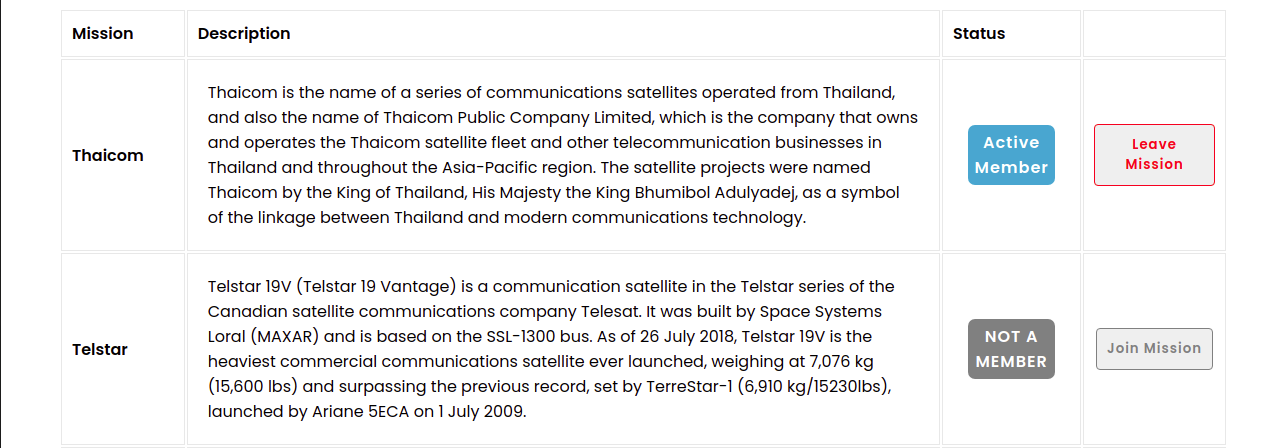 Mission Description Status
Thaicom is the name of a series of communications satellites operated from Thailand,
and also the name of Thaicom Public Company Limited, which is the company that owns
and operates the Thaicom satellite fleet and other telecommunication businesses in
Thailand and throughout the Asia-Pacific region. The satellite projects were named
Thaicom by the King of Thailand, His Majesty the King Bhumibol Adulyadej, as a symbol
of the linkage between Thailand and modern communications technology.
Thaicom
Active
Member
Leave
Mission
Telstar 19V (Telstar 19 Vantage) is a communication satellite in the Telstar series of the
Canadian satellite communications company Telesat. It was built by Space Systems
Loral (MAXAR) and is based on the SSL-1300 bus. As of 26 July 2018, Telstar 19V is the
heaviest commercial communications satellite ever launched, weighing at 7,076 kg
(15,600 lbs) and surpassing the previous record, set by TerreStar-1 (6,910 kg/15230lbs),
launched by Ariane 5ECA on 1 July 2009.
Telstar
NOT A
MEMBER
Join Mission